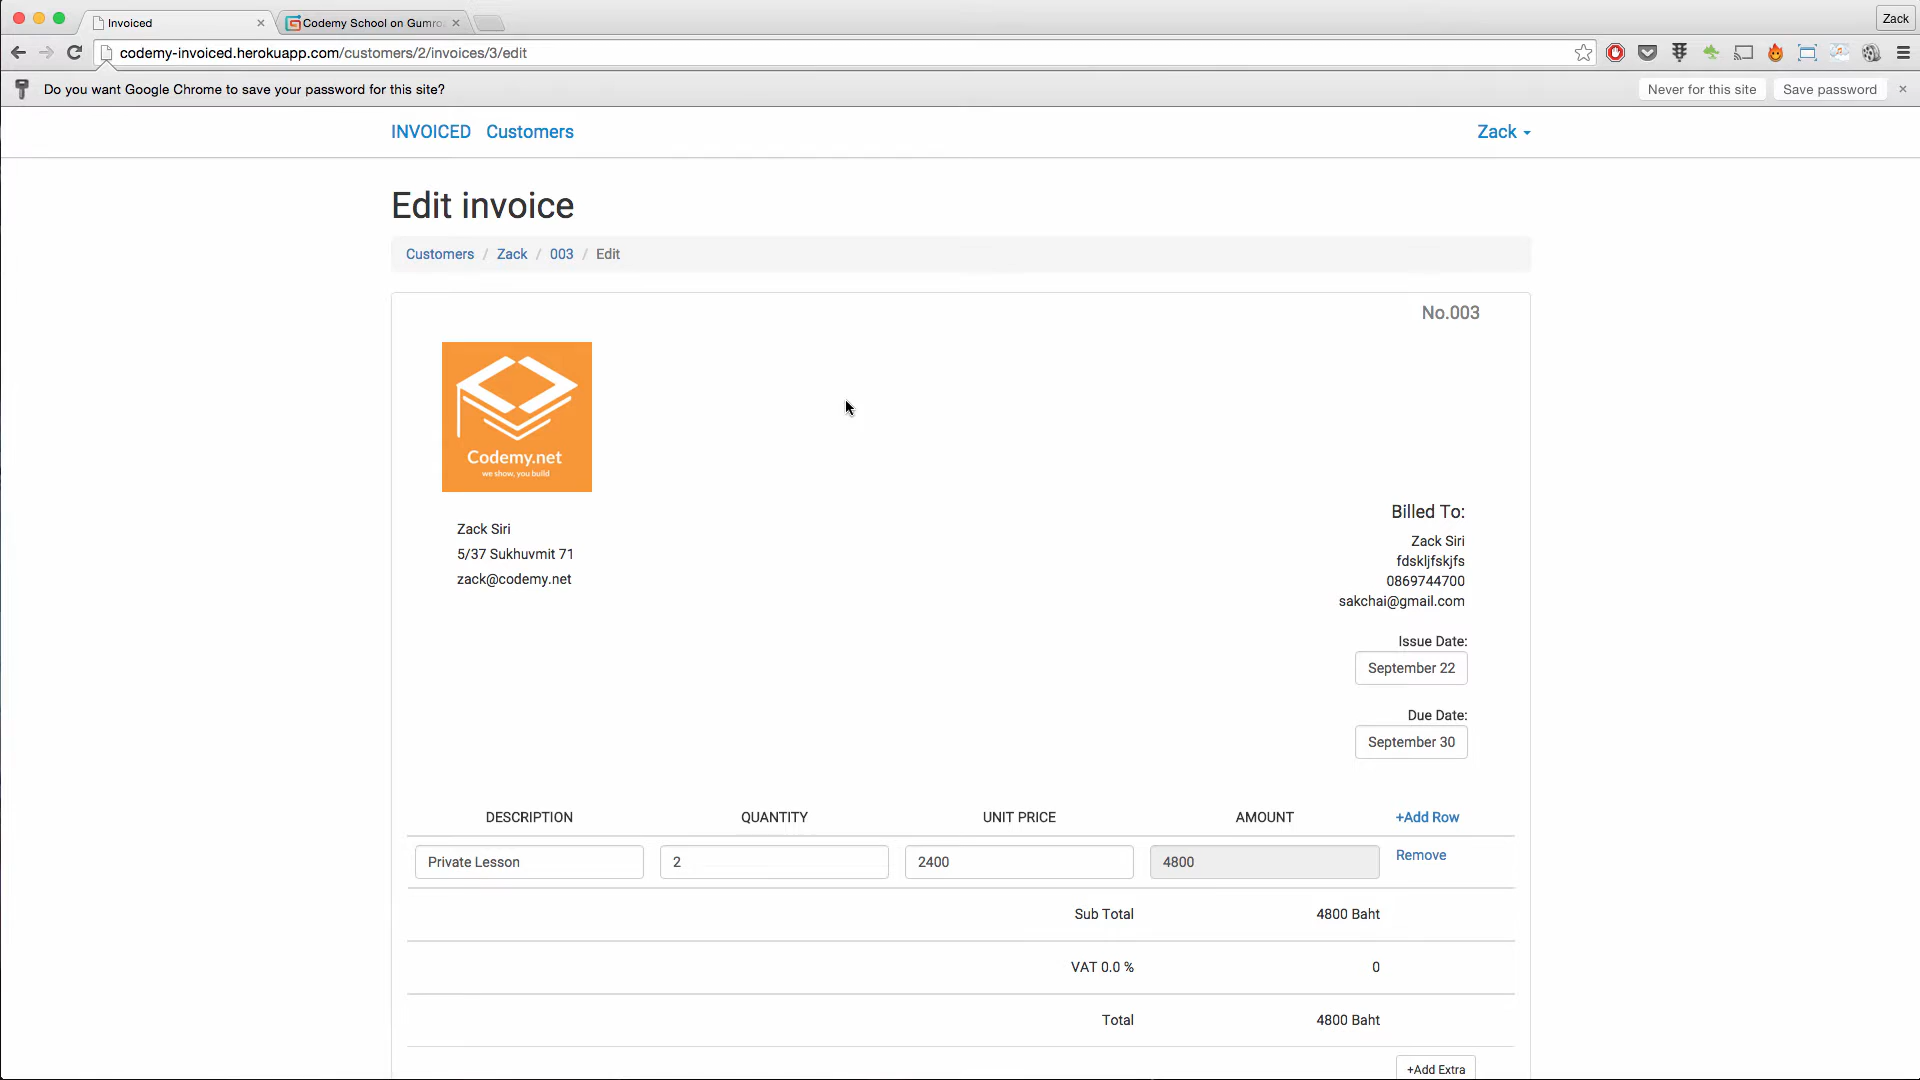 Invoiced
Codemy School on Gumro
Zack
codemy-invoiced.herokuapp.com/customers/2/invoices/3/edit
Do you want Google Chrome to save your password for this site?
Never for this site
Save password
INVOICED Customers
Zack
Edit invoice
Customers / Zack / 003 / Edit
No.003
Codemy.net
we show, you build
Zack Siri
5/37 Sukhuvmit 71
zack@codemy.net
Billed To:
Zack Siri
fdskljfskjfs
0869744700
sakchai@gmail.com
Issue Date:
September 22
Due Date:
September 30
DESCRIPTION QUANTITY UNIT PRICE AMOUNT +Add Row
Private Lesson 2 2400 4800 Remove
Sub Total 4800 Baht
VAT 0.0 % 0
Total 4800 Baht
+Add Extra